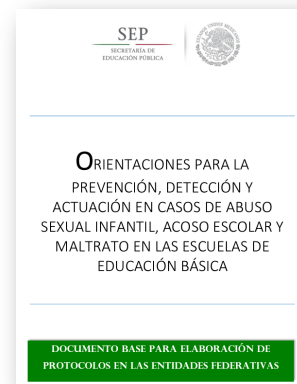 SEP
SECRETARÍA DE
EDUCACIÓN PÚBLICA
ORIENTACIONES PARA LA
PREVENCIÓN, DETECCIÓN Y
ACTUACIÓN EN CASOS DE ABUSO
SEXUAL INFANTIL, ACOSO ESCOLAR Y
MALTRATO EN LAS ESCUELAS DE
EDUCACIÓN BÁSICA
DOCUMENTO BASE PARA ELABORACIÓN DE
PROTOCOLOS EN LAS ENTIDADES FEDERATIVAS